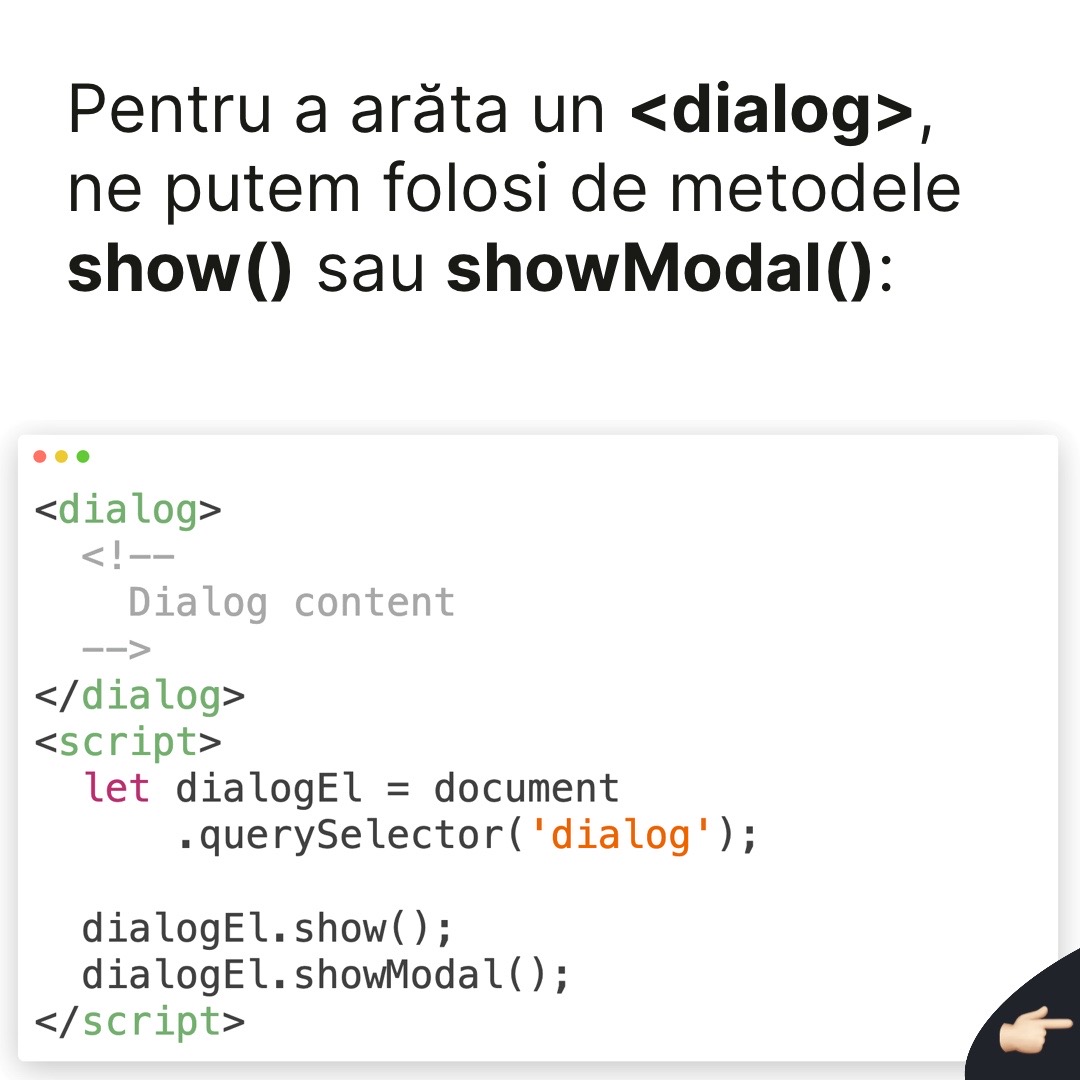 Pentru a arăta un <dialog>,
ne putem folosi de metodele
show() sau showModal():
<dialog>
  <!--
    Dialog content
  -->
</dialog>
<script>
  let dialogEl = document
      .querySelector('dialog');

  dialogEl.show();
  dialogEl.showModal();
</script>